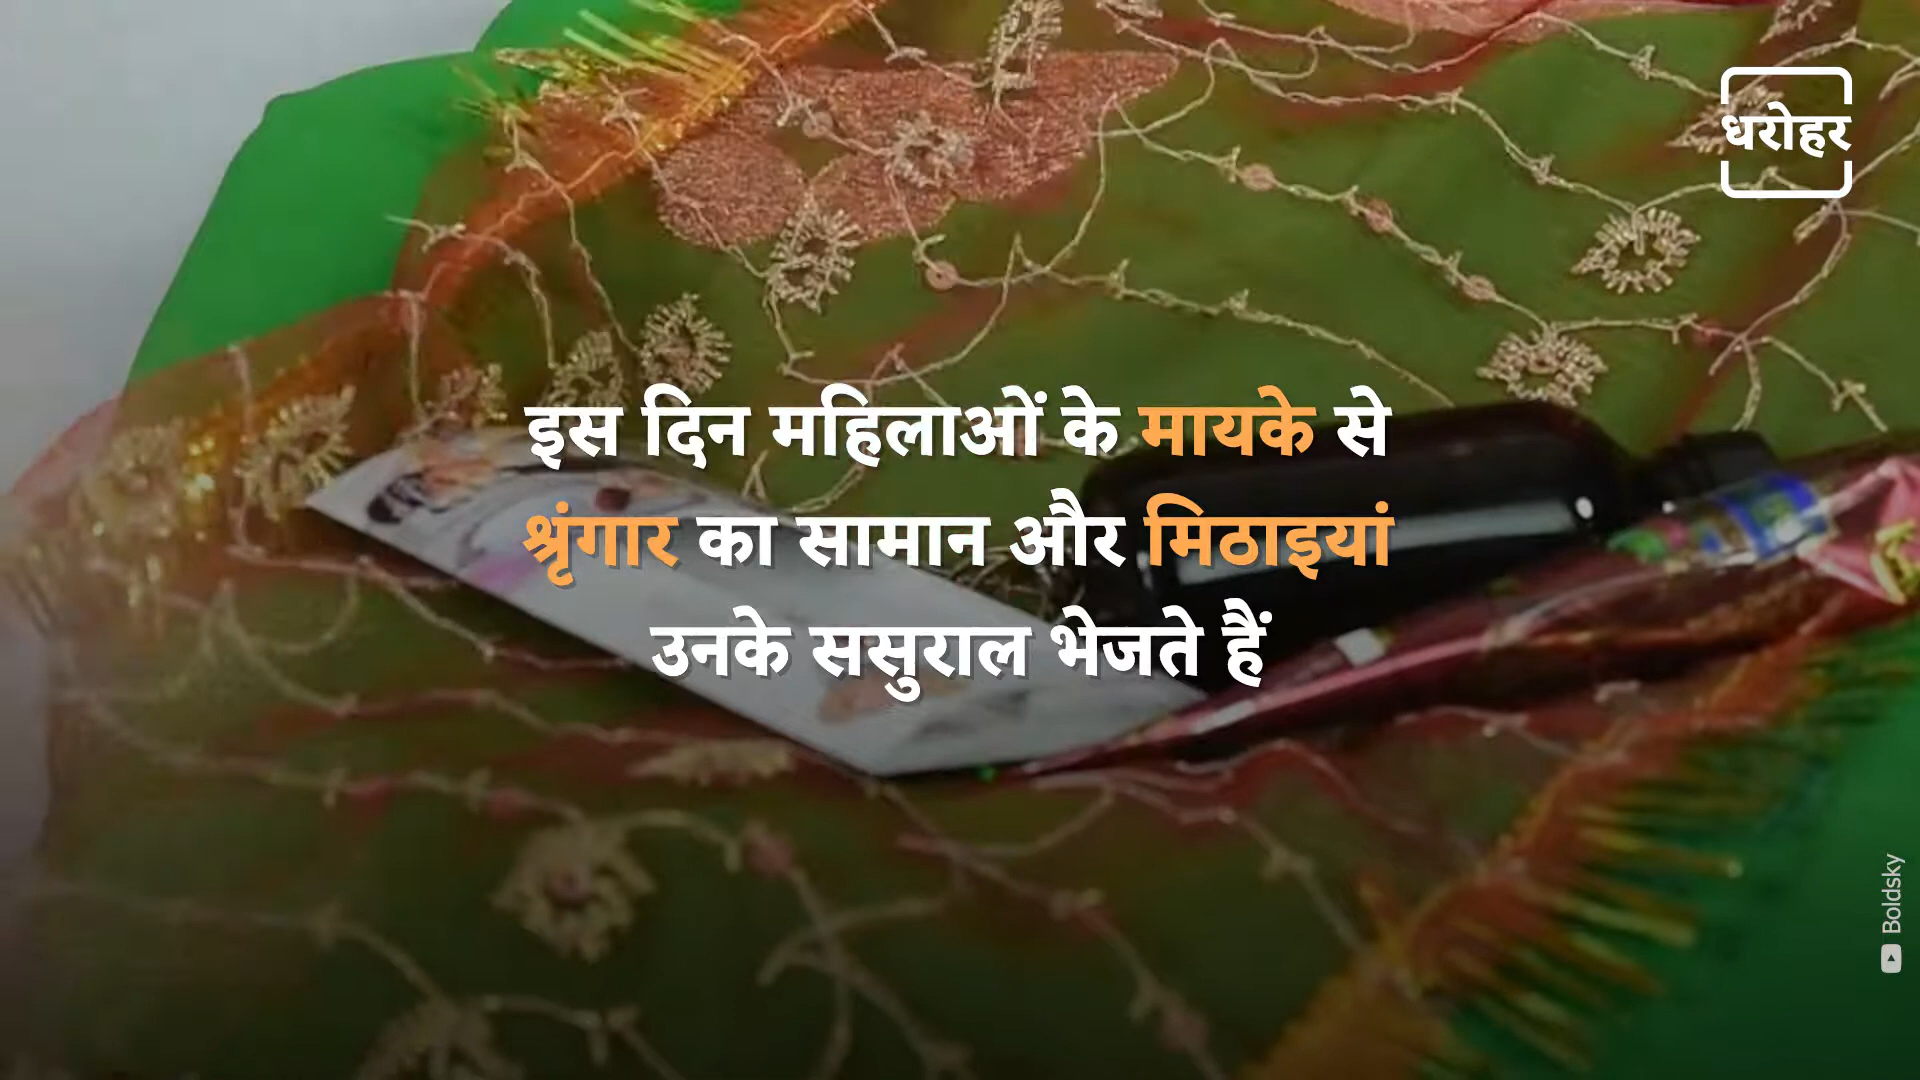 धरोहर
इस दिन महिलाओं के मायके से
श्रृंगार का सामान और मिठाइयां
उनके ससुराल भेजते हैं
Boldsky